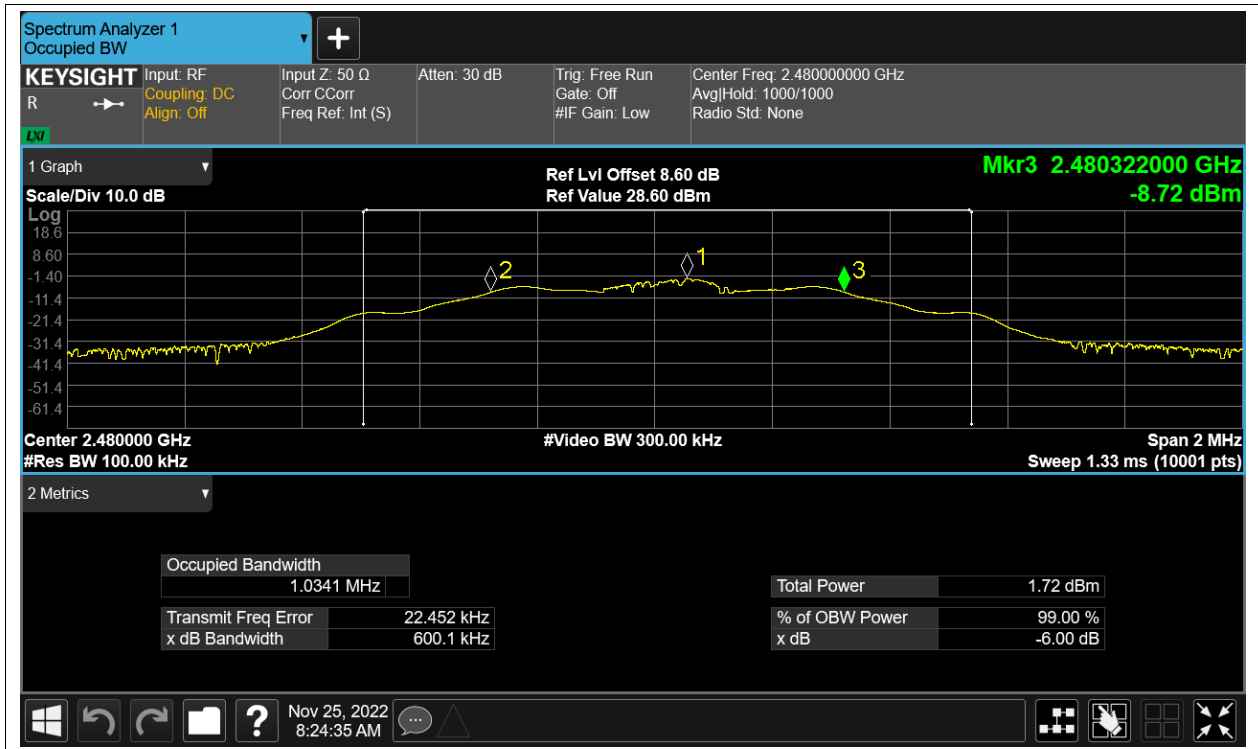 Spectrum Analyzer 1
Occupied BW
KEYSIGHT
R
LXI
Input: RF
Coupling: DC
Align: Off
Input Z: 50 Ω
Corr CCorr
Freq Ref: Int (S)
Atten: 30 dB
Trig: Free Run
Gate: Off
#IF Gain: Low
Center Freq: 2.480000000 GHz
Avg|Hold: 1000/1000
Radio Std: None
1 Graph
Scale/Div 10.0 dB
Ref Lvl Offset 8.60 dB
Ref Value 28.60 dBm
Mkr3 2.480322000 GHz
-8.72 dBm
Log
18.6
8.60
-1.40
-11.4
-21.4
-31.4
-41.4
-51.4
-61.4
2
1
3
Center 2.480000 GHz
#Res BW 100.00 kHz
#Video BW 300.00 kHz
Span 2 MHz
Sweep 1.33 ms (10001 pts)
2 Metrics
Occupied Bandwidth
1.0341 MHz
Transmit Freq Error 22.452 kHz
x dB Bandwidth 600.1 kHz
Total Power 1.72 dBm
% of OBW Power 99.00 %
x dB -6.00 dB
?
Nov 25, 2022
8:24:35 AM